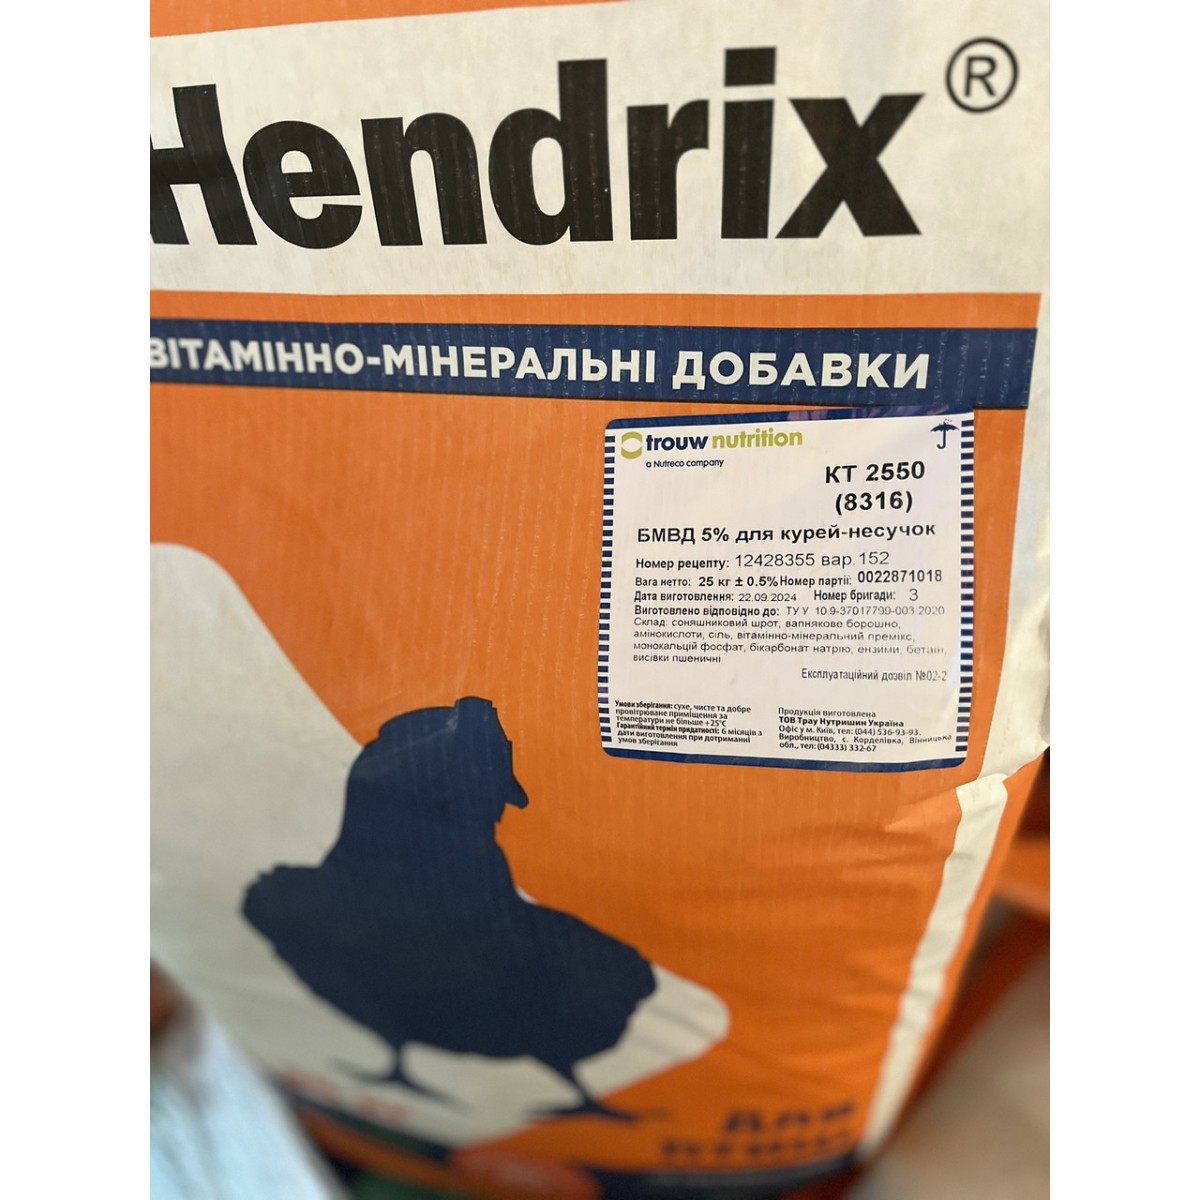 Hendrix®
ВІТАМІННО-МІНЕРАЛЬНІ ДОБАВКИ
trouw nutrition
a Nutreco company
КТ 2550
(8316)
БМВД 5% для курей-несучок
Номер рецепту: 12428355 вар. 152
Вага нетто: 25 кг ± 0.5% Номер партії: 0022871018
Дата виготовлення: 22.09.2024 Номер бригади: 3
Виготовлено відповідно до: ТУ У 10.9-37017799-003:2020
Склад: соняшниковий шрот, вапнякове борошно,
амінокислоти, сіль, вітамінно-мінеральний премікс,
монокальцій фосфат, бікарбонат натрію, ензими, бетаїн,
висівки пшеничні
Експлуатаційний дозвіл №02-2
Умови зберігання: сухе, чисте та добре
провітрюване приміщення за
температури не більше +25°С
Гарантійний термін придатності: 6 місяців з
дати виготовлення при дотриманні
умов зберігання
Продукція виготовлена
ТОВ Трау Нутришин Україна
Офіс у м. Київ, тел: (044) 536-93-93.
Виробництво, с. Корделівка, Вінницька
обл., тел: (04333) 332-67
Для
птиці